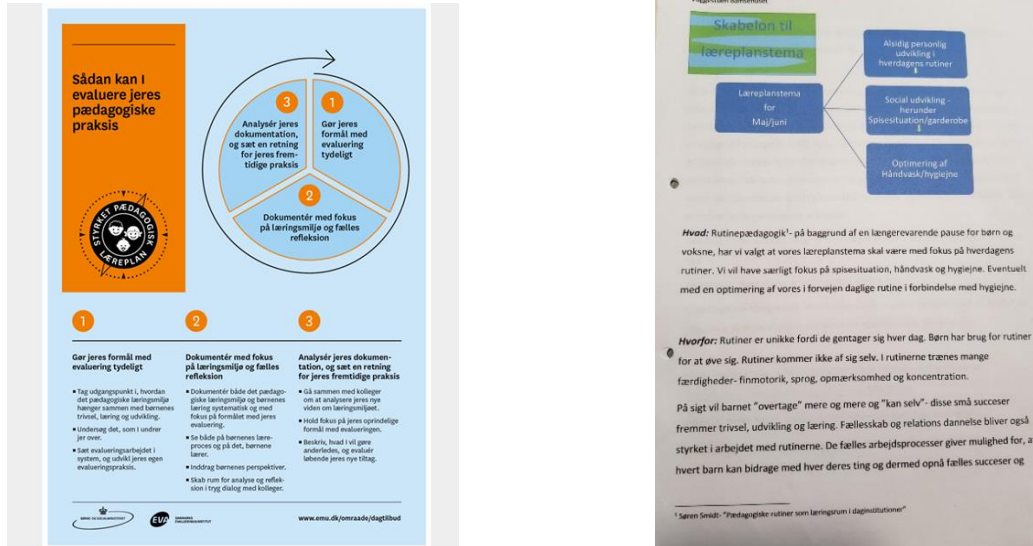 Sådan kan I
evaluere jeres
pædagogiske
praksis
STYRKET PÆDAGOGISK
LÆREPLAN
3
Analysér jeres
dokumentation,
og sæt en retning
for jeres frem-
tidige praksis
1
Gør jeres
formål med
evaluering
tydeligt
2
Dokumentér med fokus
på læringsmiljø og fælles
refleksion
1
Gør jeres formål med
evaluering tydeligt
▪ Tag udgangspunkt i, hvordan
det pædagogiske læringsmiljø
hænger sammen med børnenes
trivsel, læring og udvikling.
▪ Undersøg det, som I undrer
jer over.
▪ Sæt evalueringsarbejdet i
system, og udvikl jeres egen
evalueringspraksis.
2
Dokumentér med fokus
på læringsmiljø og fælles
refleksion
▪ Dokumentér både det pædago-
giske læringsmiljø og børnenes
læring systematisk og med
fokus på formålet med jeres
evaluering.
▪ Se både på børnenes lære-
proces og på det, børnene
lærer.
▪ Inddrag børnenes perspektiver.
▪ Skab rum for analyse og reflek-
sion i tryg dialog med kolleger.
3
Analysér jeres dokumen-
tation, og sæt en retning
for jeres fremtidige praksis
▪ Gå sammen med kolleger
om at analysere jeres nye
viden om læringsmiljøet.
▪ Hold fokus på jeres oprindelige
formål med evalueringen.
▪ Beskriv, hvad I vil gøre
anderledes, og evaluér
løbende jeres nye tiltag.
EVA
www.emu.dk/omraade/dagtilbud
Skabelon til
læreplanstema
Læreplanstema
for
Maj/juni
Alsidig personlig
udvikling i
hverdagens rutiner
Social udvikling -
herunder
Spisesituation/garderobe
Optimering af
Håndvask/hygiejne
Hvad: Rutinepædagogik¹- på baggrund af en længerevarende pause for børn og
voksne, har vi valgt at vores læreplanstema skal være med fokus på hverdagens
rutiner. Vi vil have særligt fokus på spisesituation, håndvask og hygiejne. Eventuelt
med en optimering af vores i forvejen daglige rutine i forbindelse med hygiejne.
Hvorfor: Rutiner er unikke fordi de gentager sig hver dag. Børn har brug for rutiner
for at øve sig. Rutiner kommer ikke af sig selv. I rutinerne trænes mange
færdigheder- finmotorik, sprog, opmærksomhed og koncentration.
På sigt vil barnet "overtage" mere og mere og "kan selv"- disse små succeser
fremmer trivsel, udvikling og læring. Fællesskab og relations dannelse bliver også
styrket i arbejdet med rutinerne. De fælles arbejdsprocesser giver mulighed for,
hvert barn kan bidrage med hver deres ting og dermed opnå fælles succeser og
¹ Søren Smidt- "Pædagogiske rutiner som læringsrum i daginstitutioner"